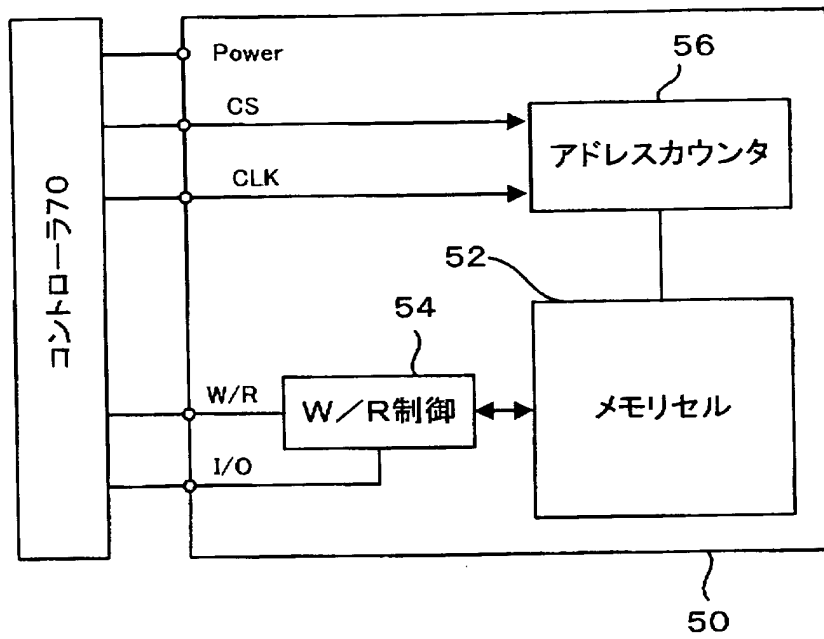 Power
56
CS
アドレスカウンタ
CLK
コントローラ70
52
54
W/R
W／R制御
メモリセル
I/O
50